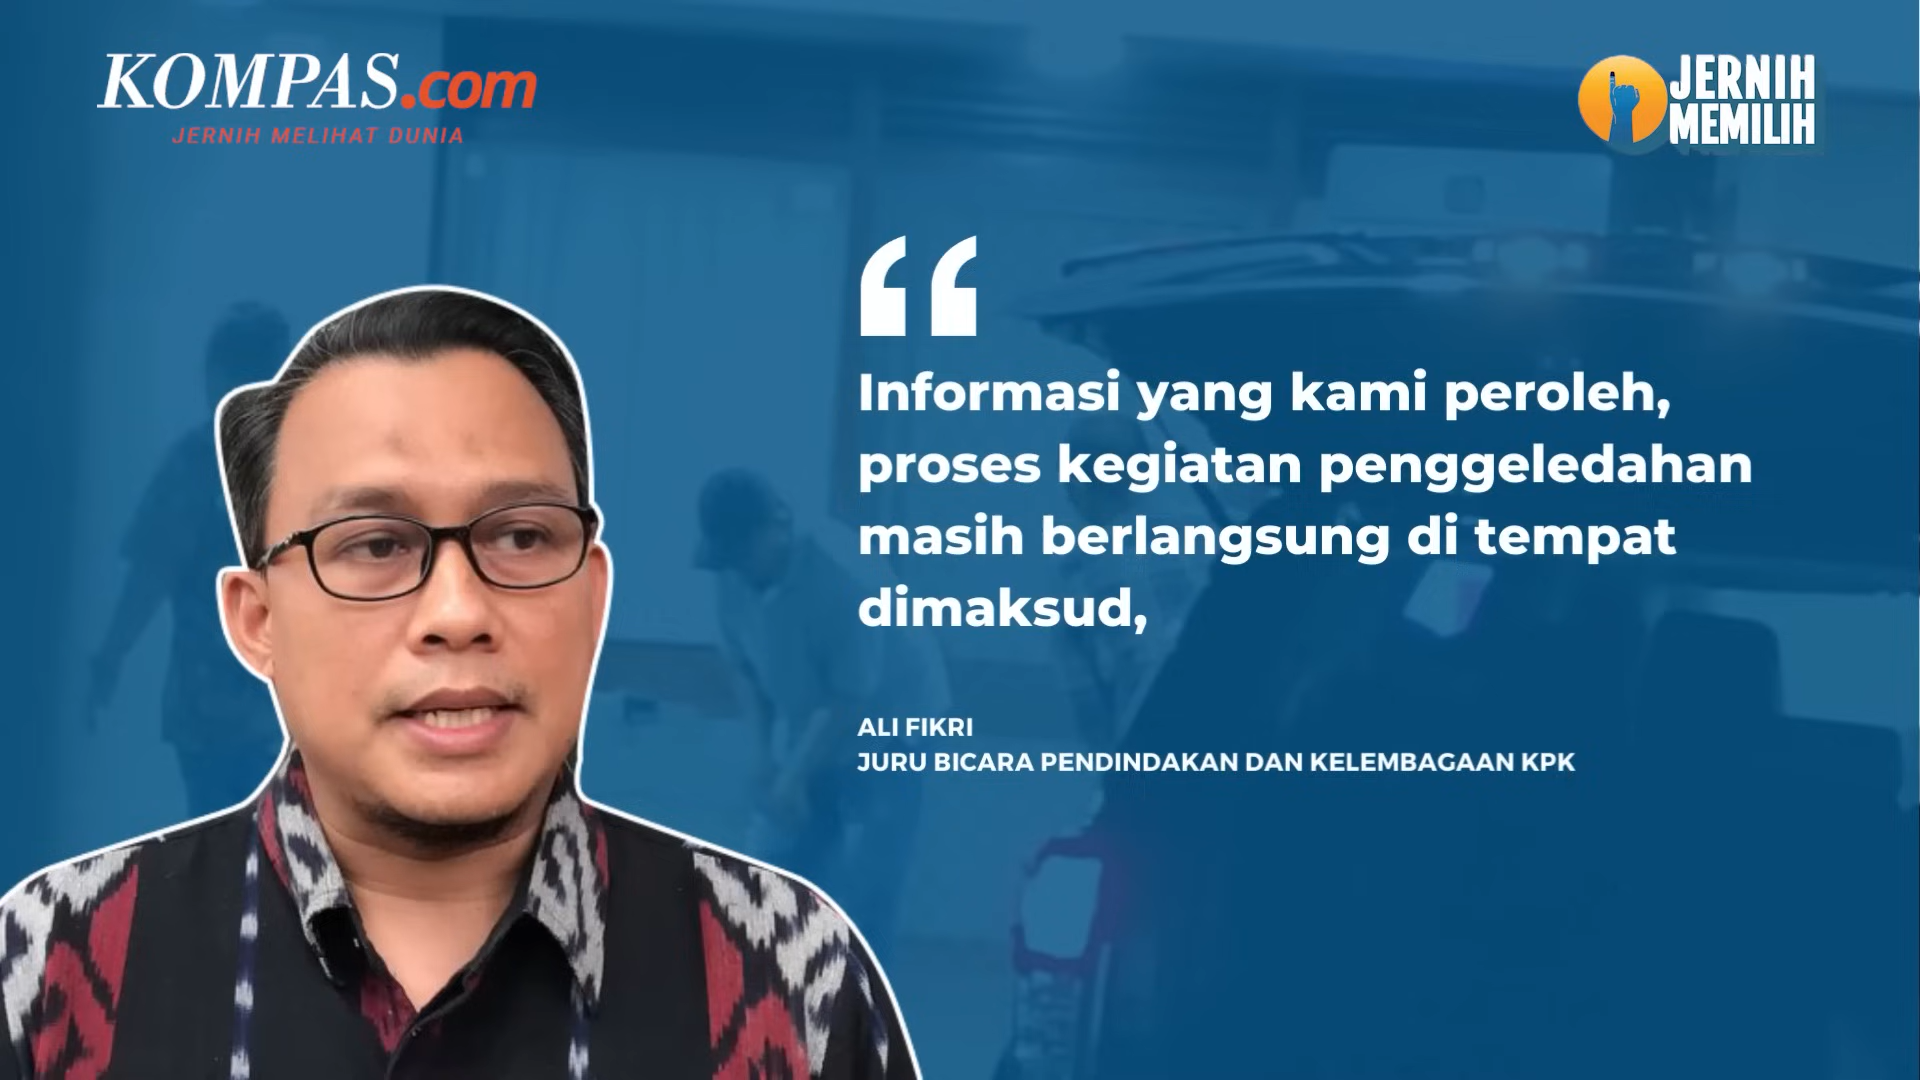 KOMPAS.com
JERNIH MELIHAT DUNIA
JERNIH
MEMILIH
“
Informasi yang kami peroleh,
proses kegiatan penggeledahan
masih berlangsung di tempat
dimaksud,
ALI FIKRI
JURU BICARA PENDINDAKAN DAN KELEMBAGAAN KPK